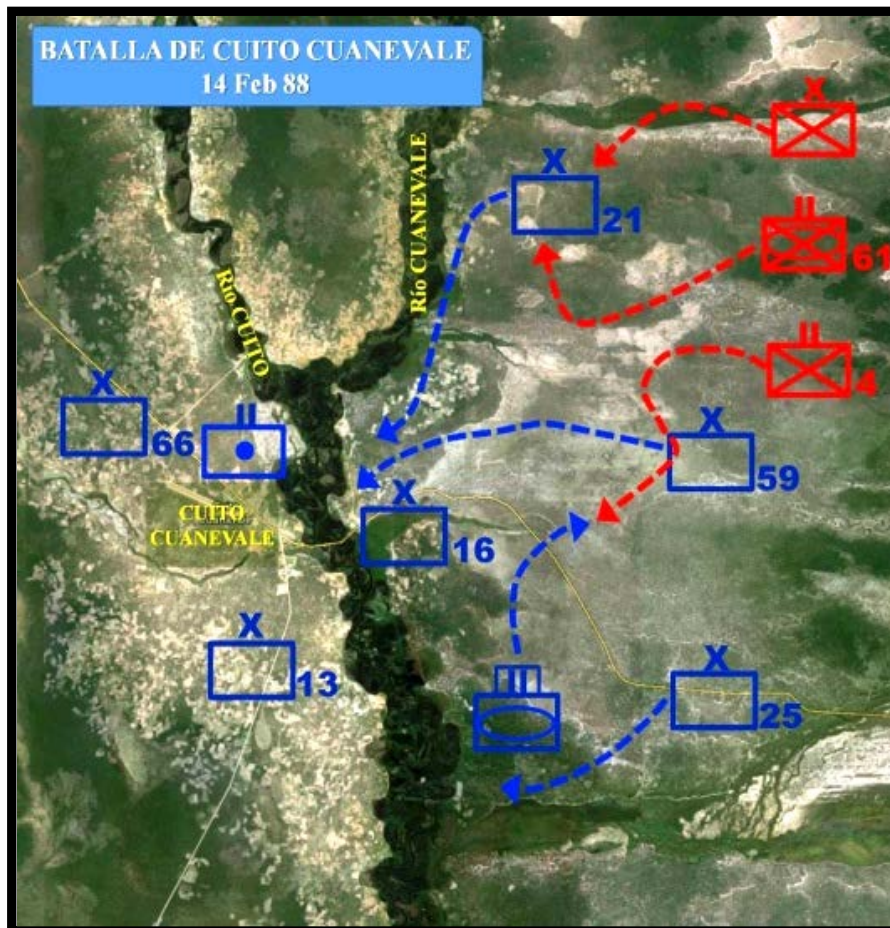 BATALLA DE CUITO CUANEVALE
14 Feb 88
Río CUITO
Río CUANEVALE
CUITO
CUANEVALE
X
X
21
61
4
X
66
X
59
X
16
X
13
X
25